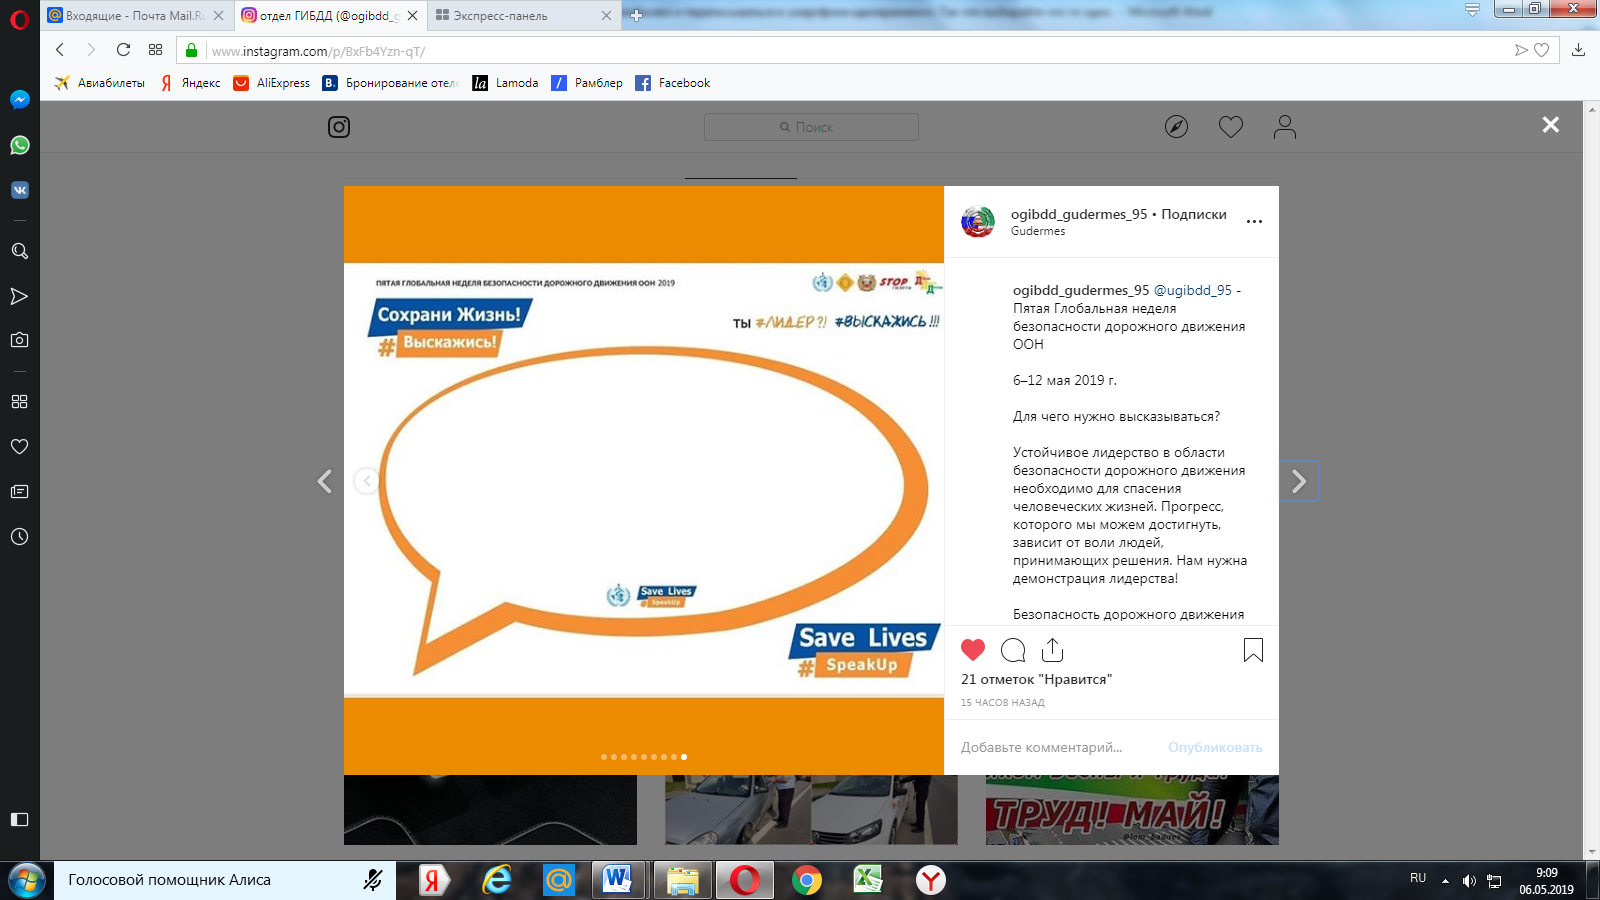 Входящие - Почта Mail.Ru
отдел ГИБДД (@ogibdd_g
Экспресс-панель
www.instagram.com/p/BxFb4Yzn-qT/
Авиабилеты
Яндекс
AliExpress
Бронирование отеле
Lamoda
Рамблер
Facebook
Поиск
ПЯТАЯ ГЛОБАЛЬНАЯ НЕДЕЛЯ БЕЗОПАСНОСТИ ДОРОЖНОГО ДВИЖЕНИЯ ООН 2019
STOP
ГАЗЕТА
Сохрани Жизнь!
#Выскажись!
ТЫ #ЛИДЕР?! #ВЫСКАЖИСЬ!!!
Save Lives
#SpeakUp
Save Lives
#SpeakUp
ogibdd_gudermes_95 • Подписки
Gudermes
ogibdd_gudermes_95 @ugibdd_95 -
Пятая Глобальная неделя
безопасности дорожного движения
ООН
6–12 мая 2019 г.
Для чего нужно высказываться?
Устойчивое лидерство в области
безопасности дорожного движения
необходимо для спасения
человеческих жизней. Прогресс,
которого мы можем достигнуть,
зависит от воли людей,
принимающих решения. Нам нужна
демонстрация лидерства!
Безопасность дорожного движения
21 отметок "Нравится"
15 ЧАСОВ НАЗАД
Добавьте комментарий...
Опубликовать
ТРУД! МАЙ!
Голосовой помощник Алиса
RU
9:09
06.05.2019